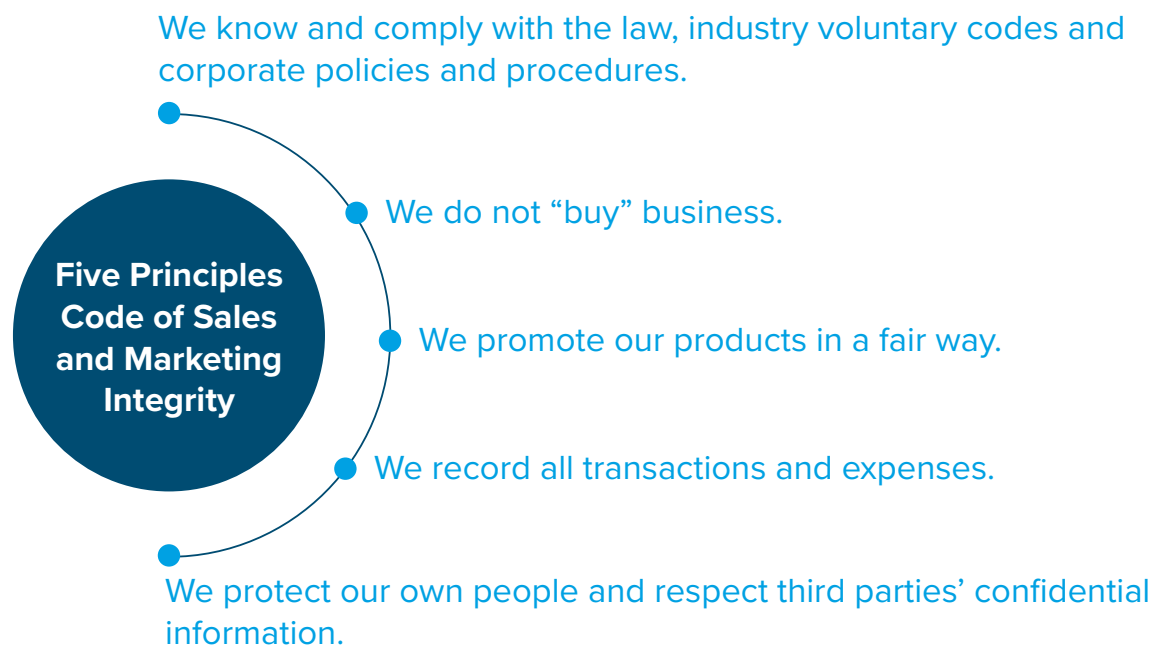 We know and comply with the law, industry voluntary codes and
corporate policies and procedures.
We do not “buy” business.
Five Principles
Code of Sales
and Marketing
Integrity
We promote our products in a fair way.
We record all transactions and expenses.
We protect our own people and respect third parties’ confidential
information.